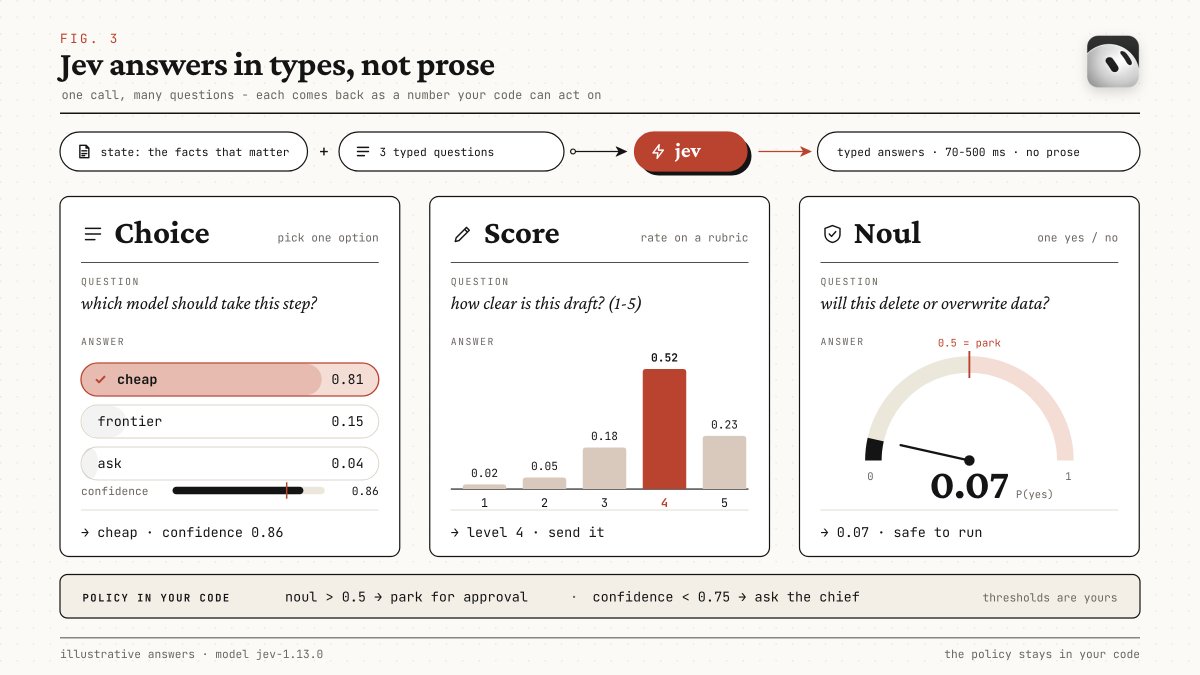 FIG. 3
Jev answers in types, not prose
one call, many questions - each comes back as a number your code can act on
state: the facts that matter + 3 typed questions jev typed answers · 70-500 ms · no prose
Choice pick one option
QUESTION
which model should take this step?
ANSWER
cheap 0.81
frontier 0.15
ask 0.04
confidence 0.86
→ cheap · confidence 0.86
Score rate on a rubric
QUESTION
how clear is this draft? (1-5)
ANSWER
0.02 0.05 0.18 0.52 0.23
1 2 3 4 5
→ level 4 · send it
Noul one yes / no
QUESTION
will this delete or overwrite data?
ANSWER
0.5 = park
0 1
0.07 P(yes)
→ 0.07 · safe to run
POLICY IN YOUR CODE noul > 0.5 → park for approval · confidence < 0.75 → ask the chief thresholds are yours
illustrative answers · model jev-1.13.0 the policy stays in your code